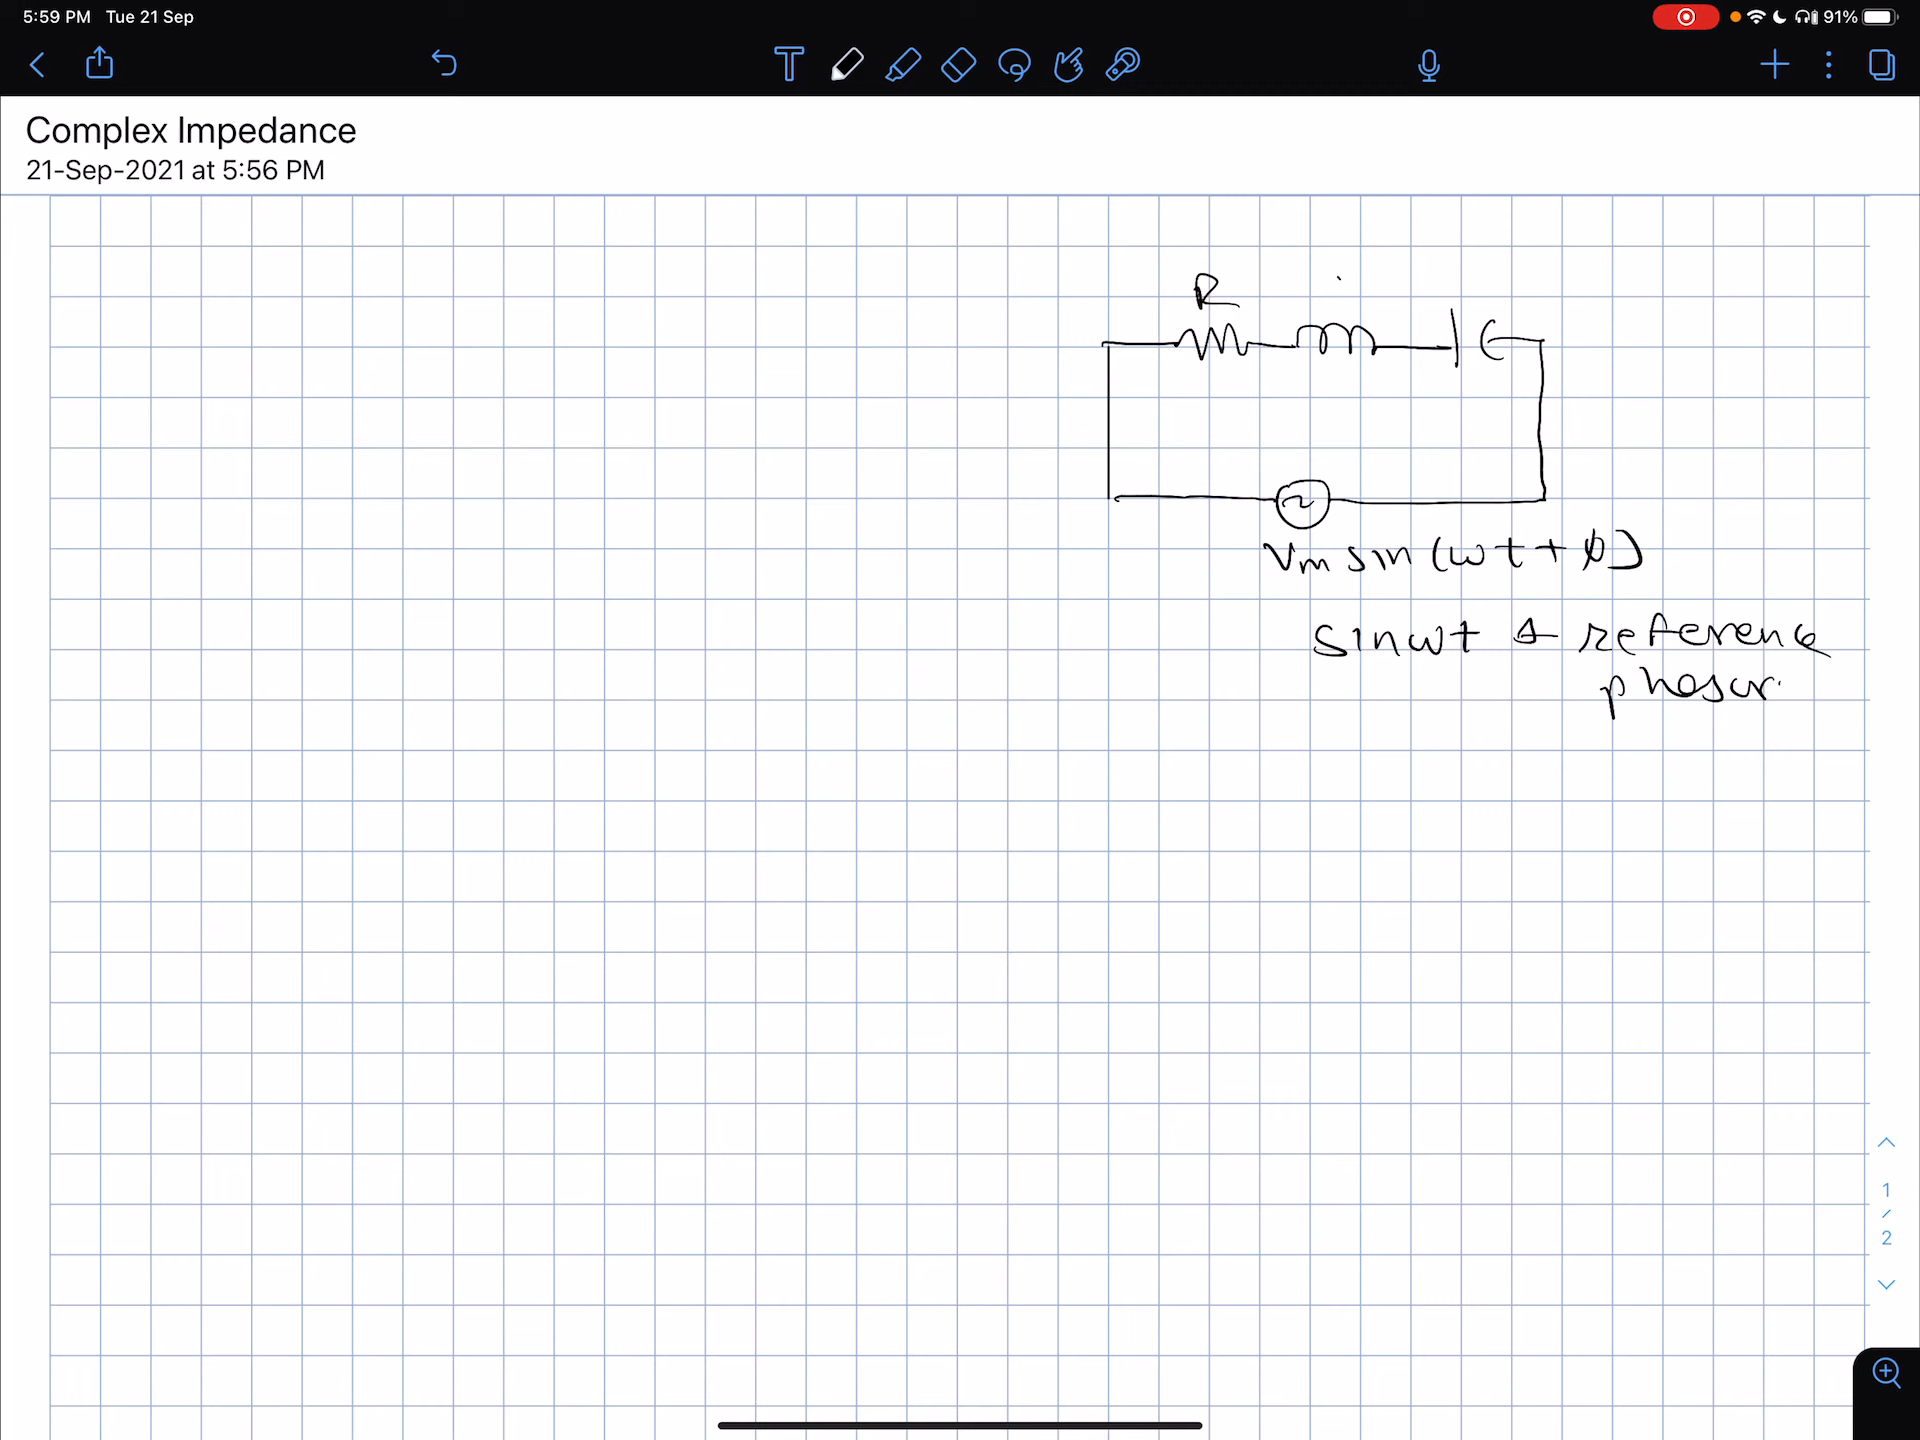 5:59 PM Tue 21 Sep
91%
Complex Impedance
21-Sep-2021 at 5:56 PM
R
Vm sin (ωt + φ)
sinωt reference
phasor.
1
/
2